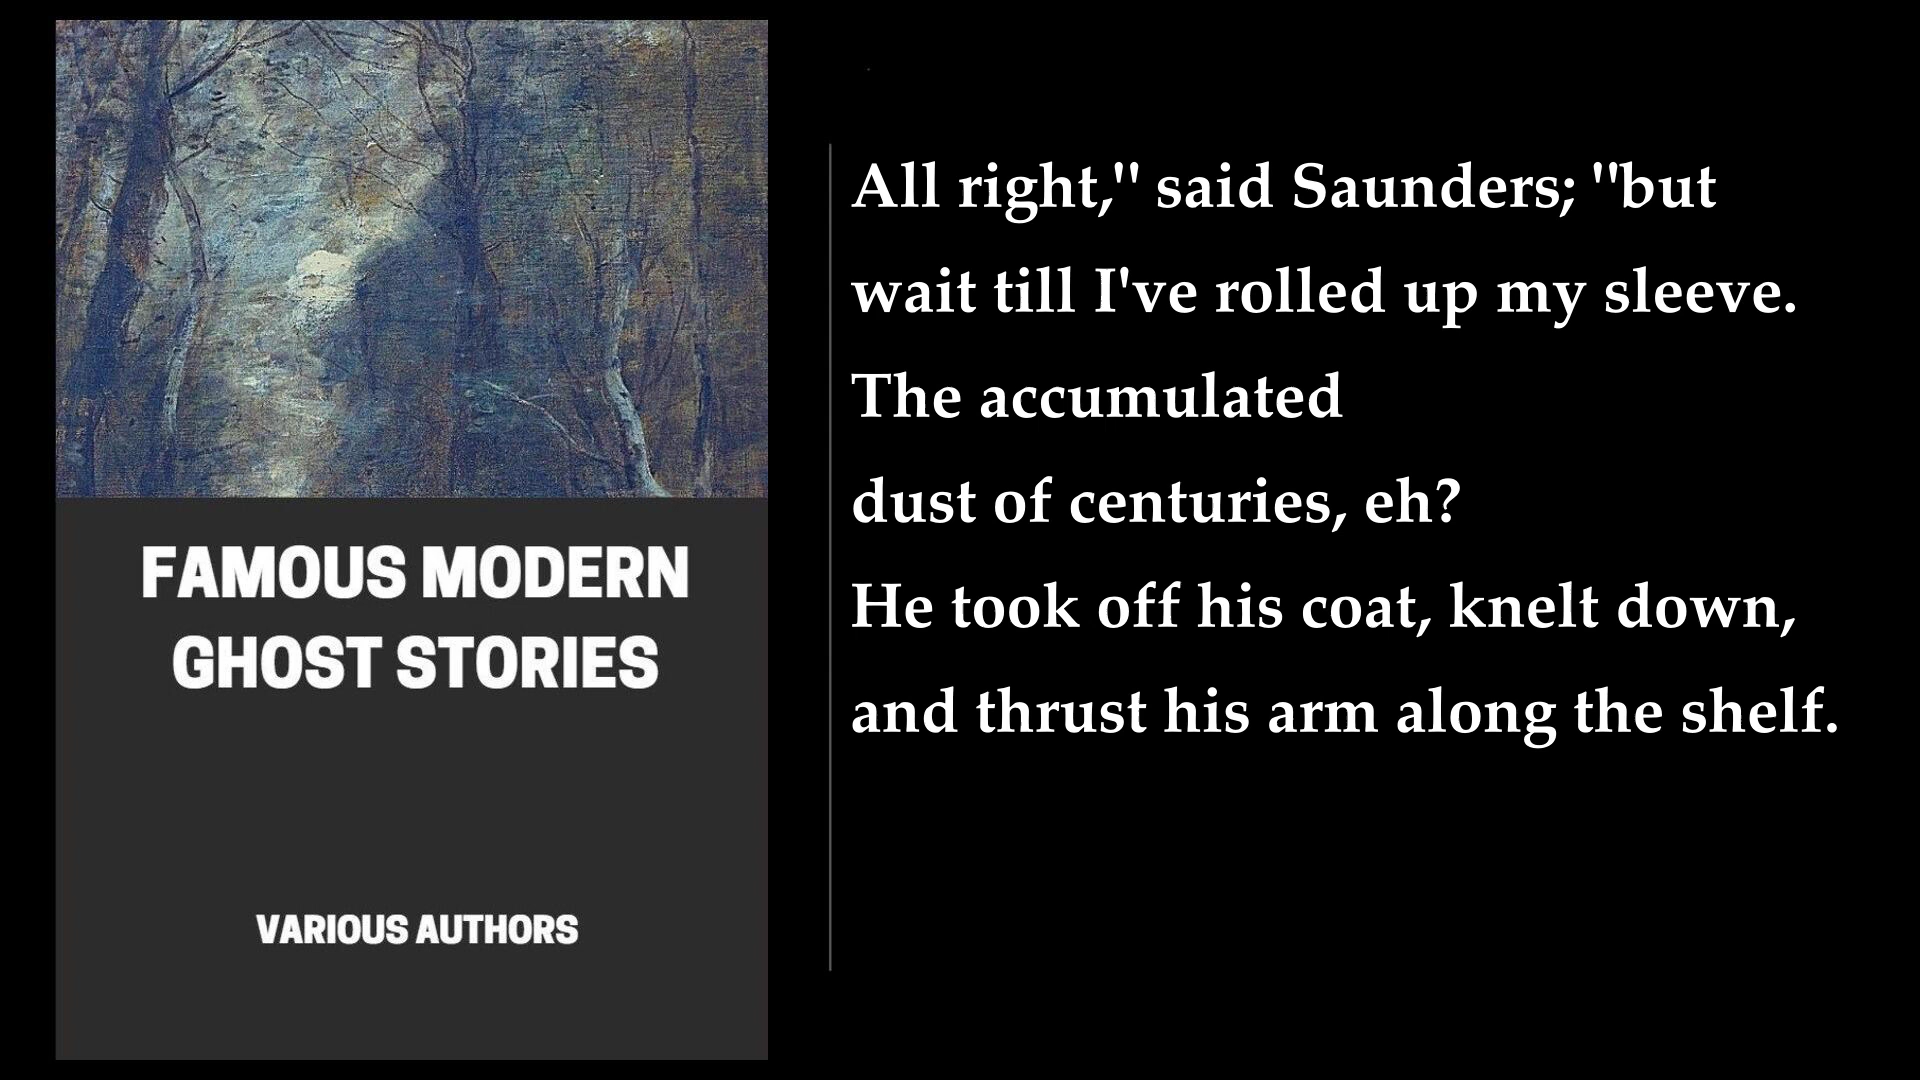 FAMOUS MODERN
GHOST STORIES
VARIOUS AUTHORS
All right," said Saunders; "but
wait till I've rolled up my sleeve.
The accumulated
dust of centuries, eh?
He took off his coat, knelt down,
and thrust his arm along the shelf.